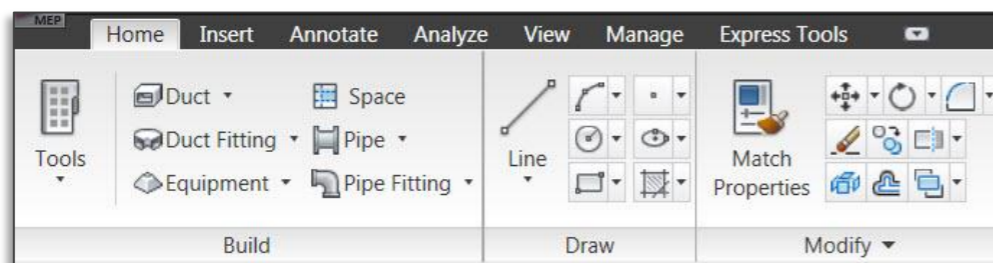 MEP
Home Insert Annotate Analyze View Manage Express Tools
Tools
Duct
Duct Fitting
Equipment
Space
Pipe
Pipe Fitting
Build
Line
Draw
Match
Properties
Modify